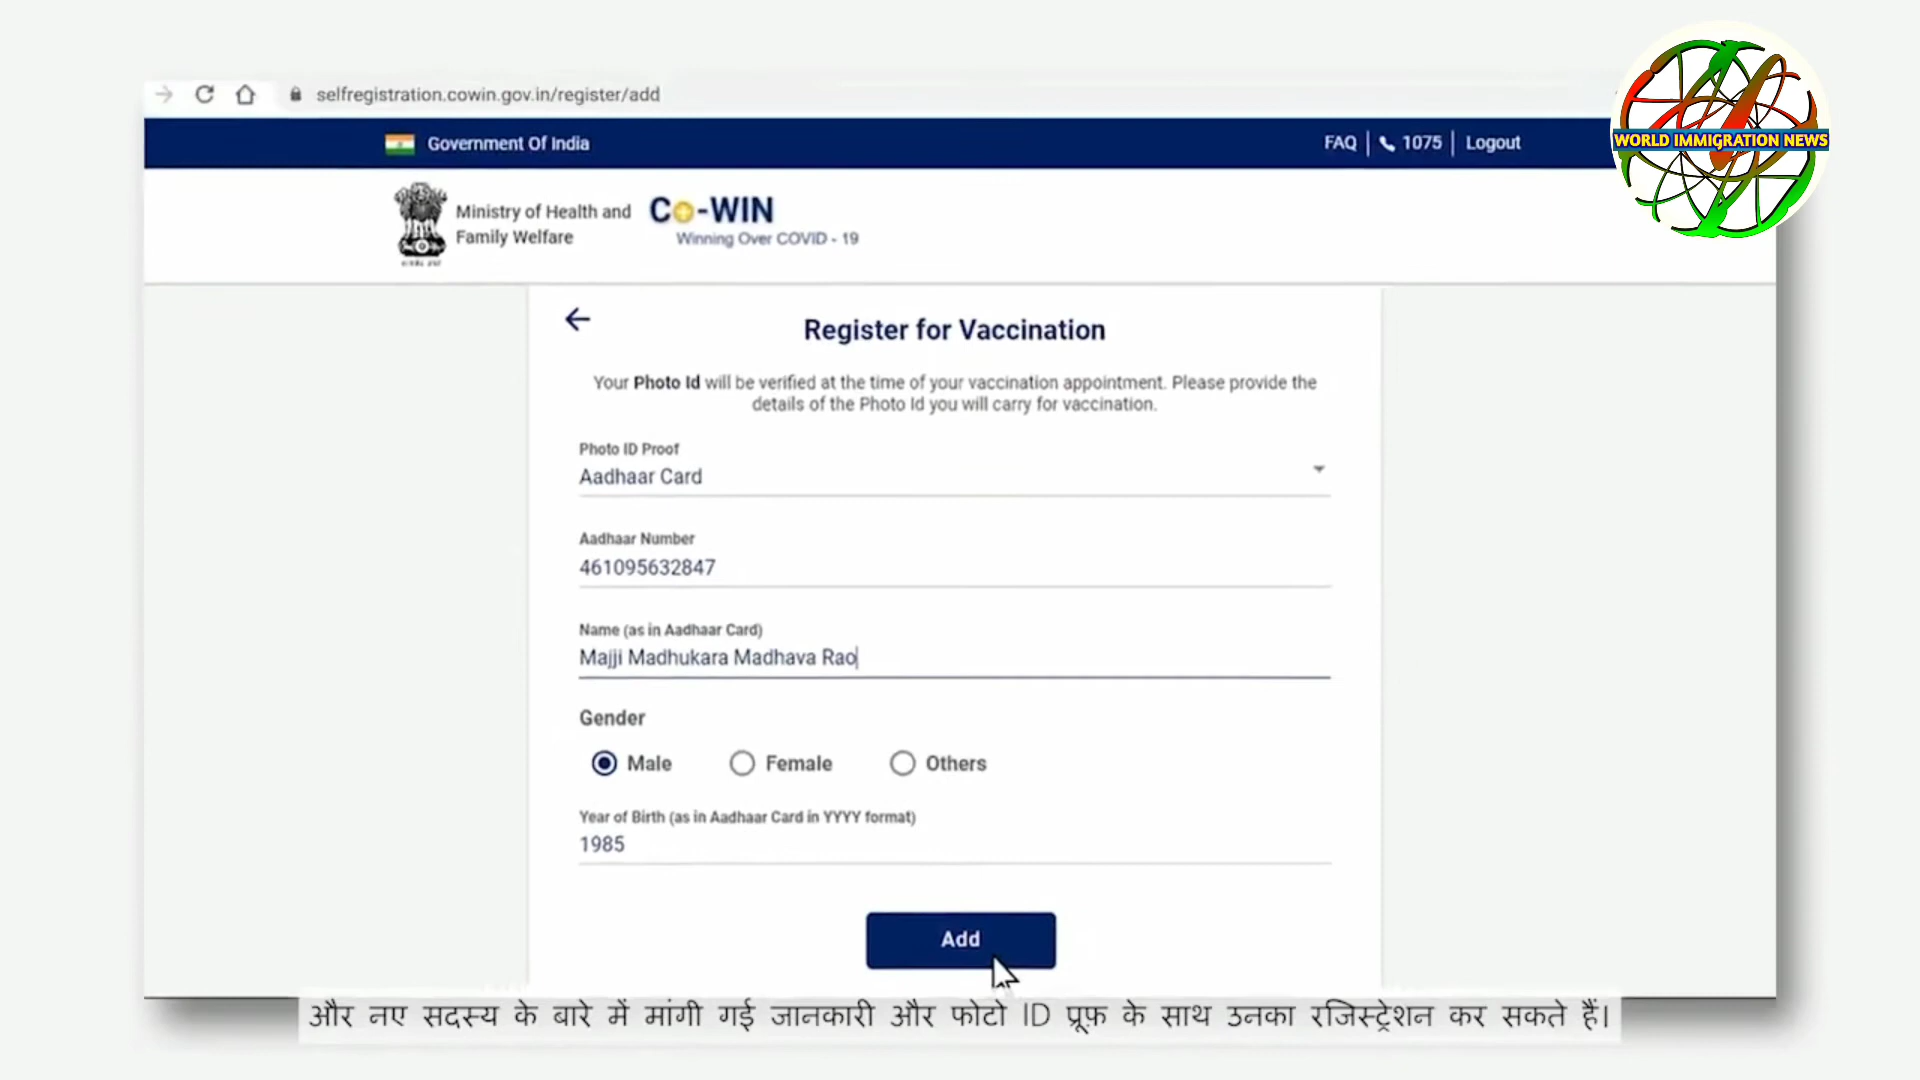 selfregistration.cowin.gov.in/register/add
WORLD IMMIGRATION NEWS
Government Of India
FAQ
1075
Logout
Ministry of Health and
Family Welfare
Co-WIN
Winning Over COVID - 19
Register for Vaccination
Your Photo Id will be verified at the time of your vaccination appointment. Please provide the
details of the Photo Id you will carry for vaccination.
Photo ID Proof
Aadhaar Card
Aadhaar Number
461095632847
Name (as in Aadhaar Card)
Majji Madhukara Madhava Rao
Gender
Male
Female
Others
Year of Birth (as in Aadhaar Card in YYYY format)
1985
Add
और नए सदस्य के बारे में मांगी गई जानकारी और फोटो ID प्रूफ़ के साथ उनका रजिस्ट्रेशन कर सकते हैं।